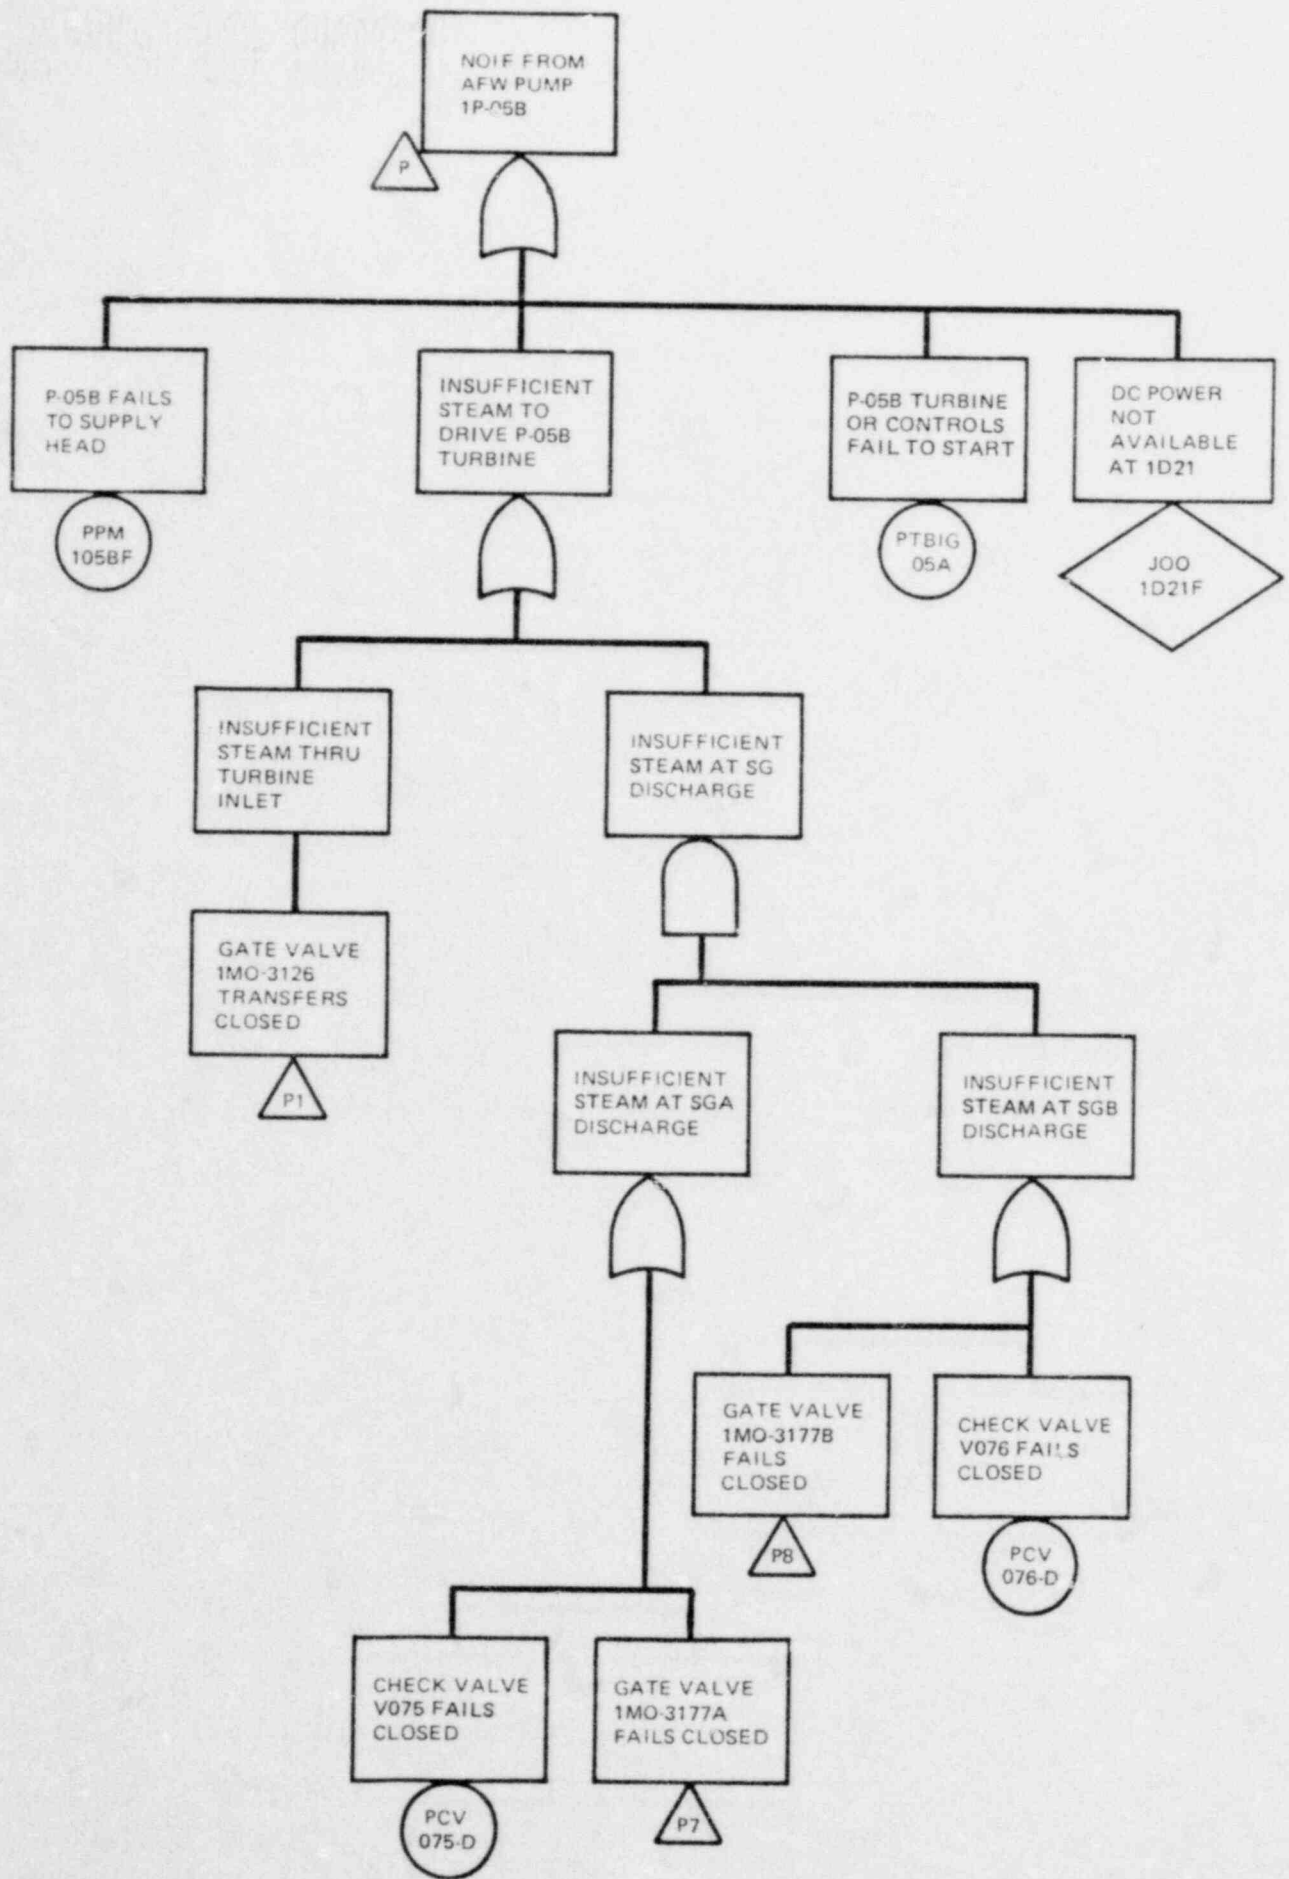 NOIF FROM
AFW PUMP
1P-05B
P
P-05B FAILS
TO SUPPLY
HEAD
PPM
105BF
INSUFFICIENT
STEAM TO
DRIVE P-05B
TURBINE
P-05B TURBINE
OR CONTROLS
FAIL TO START
PTBIG
05A
DC POWER
NOT
AVAILABLE
AT 1D21
JOO
1D21F
INSUFFICIENT
STEAM THRU
TURBINE
INLET
INSUFFICIENT
STEAM AT SG
DISCHARGE
GATE VALVE
1MO-3126
TRANSFERS
CLOSED
P1
INSUFFICIENT
STEAM AT SGA
DISCHARGE
INSUFFICIENT
STEAM AT SGB
DISCHARGE
GATE VALVE
1MO-3177B
FAILS
CLOSED
P8
CHECK VALVE
V076 FAILS
CLOSED
PCV
076-D
CHECK VALVE
V075 FAILS
CLOSED
PCV
075-D
GATE VALVE
1MO-3177A
FAILS CLOSED
P7